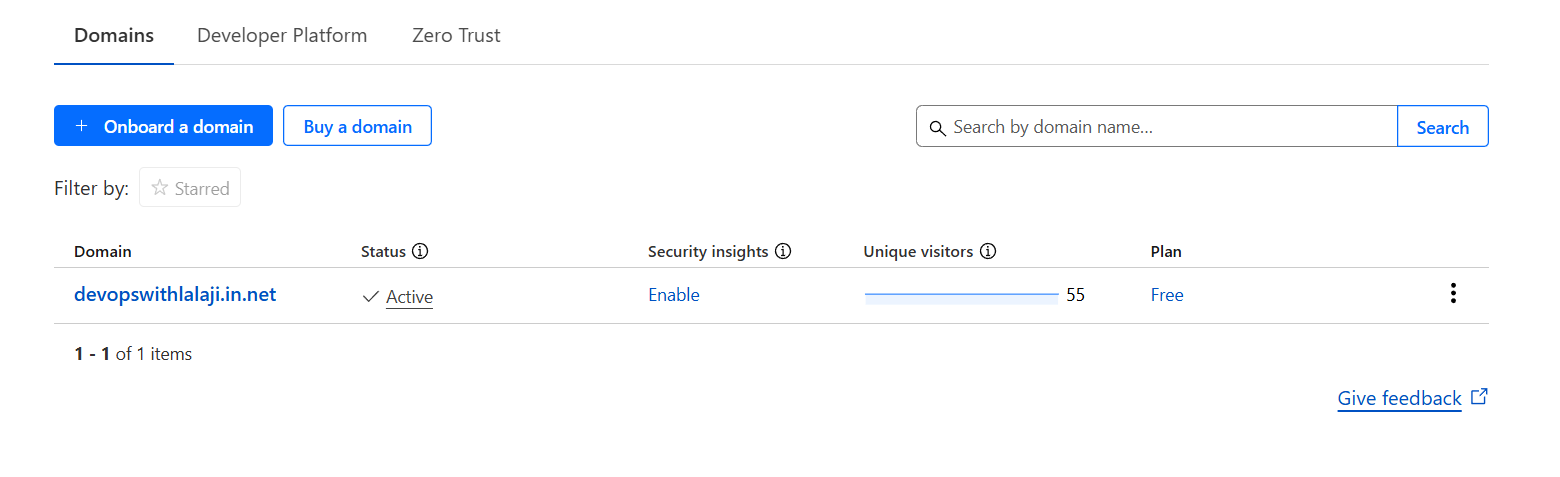 Domains Developer Platform Zero Trust
+ Onboard a domain Buy a domain Search by domain name... Search
Filter by: Starred
Domain Status Security insights Unique visitors Plan
devopswithlalaji.in.net Active Enable 55 Free
1 - 1 of 1 items
Give feedback